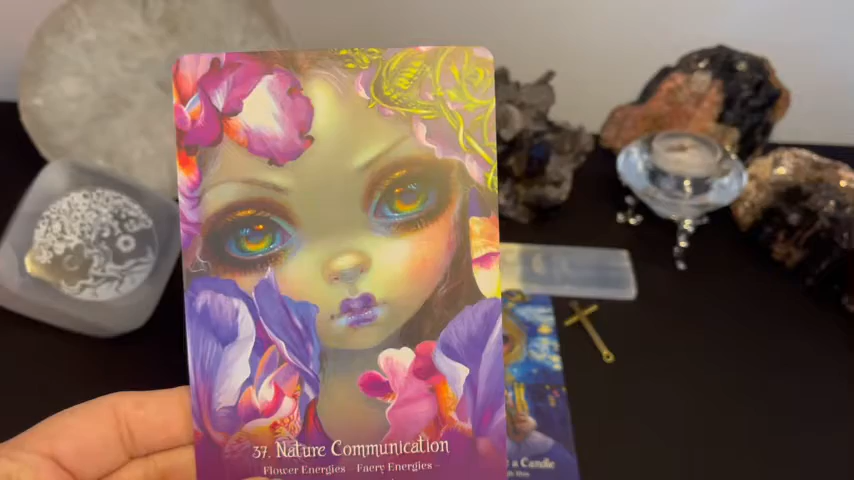 37. Nature Communication
Flower Energies – Faery Energies –
a Candle